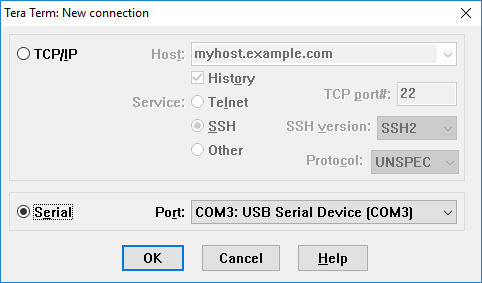 Tera Term: New connection
TCP/IP Host: myhost.example.com
History
Service: Telnet TCP port#: 22
SSH SSH version: SSH2
Other Protocol: UNSPEC
Serial Port: COM3: USB Serial Device (COM3)
OK Cancel Help